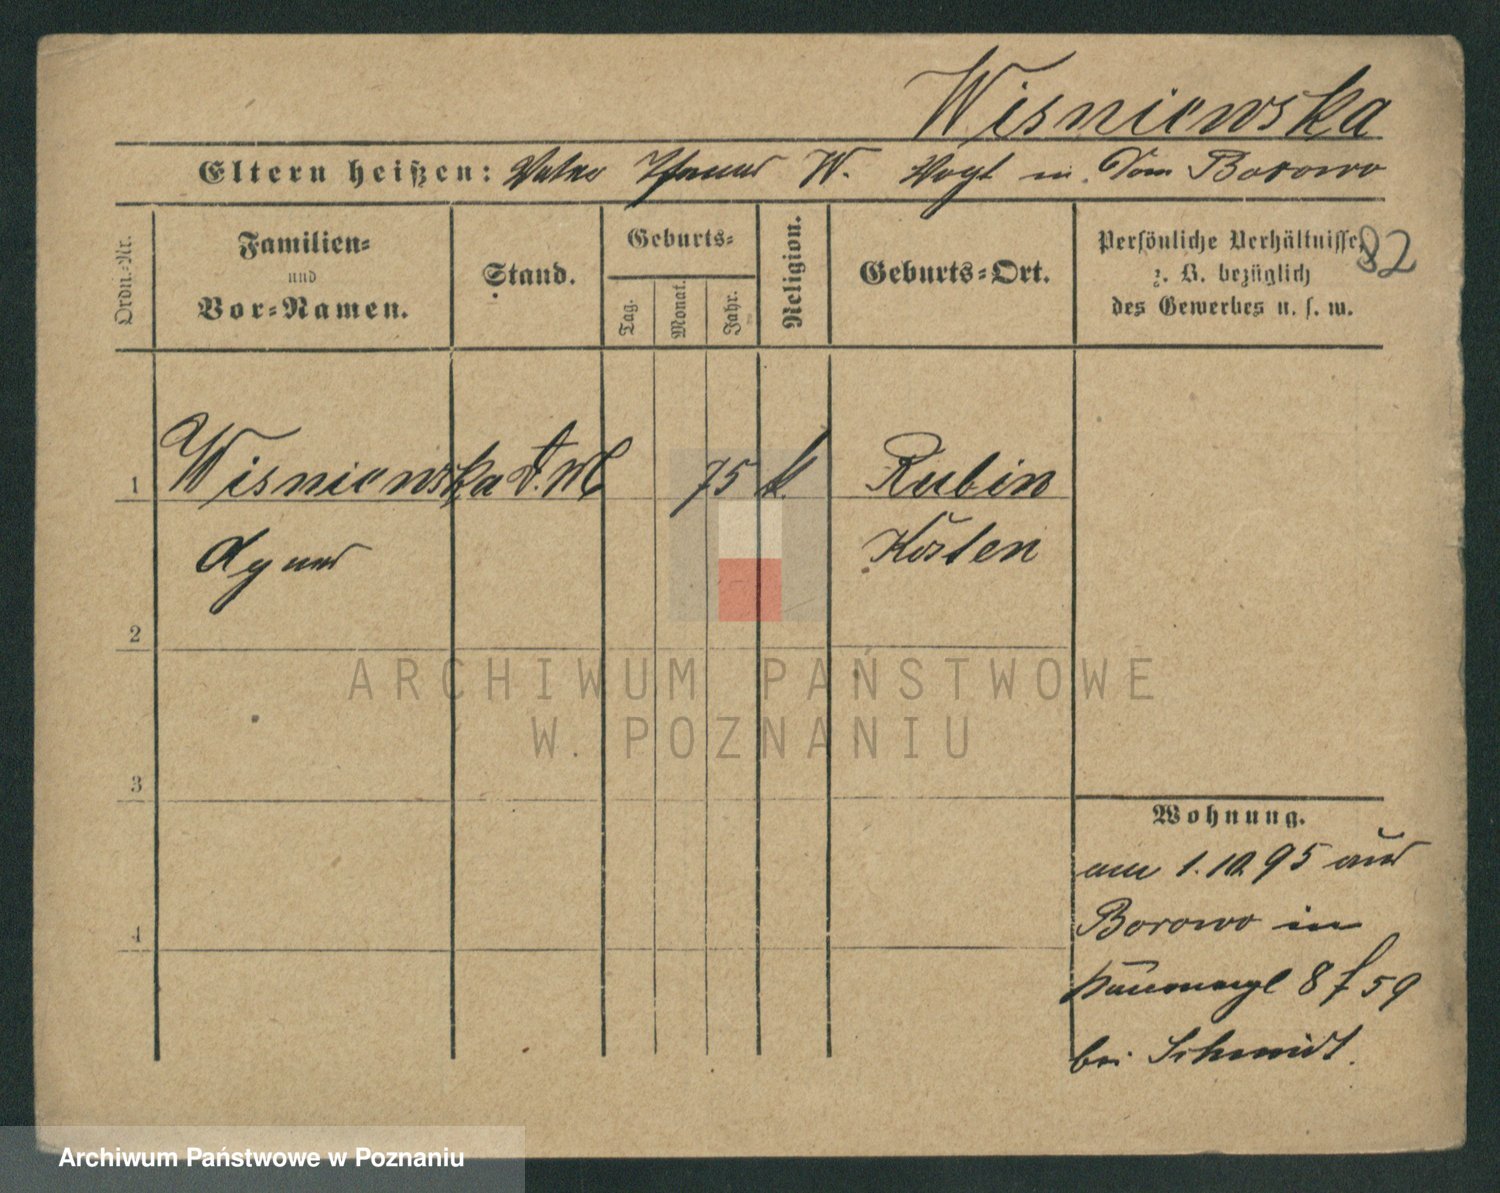 Wisniewska
Eltern heißen: Vater W. Vogt in Dom Borowo
Ordn.-Nr.
Familien-
und
Vor-Namen.
Stand.
Geburts-
Tag.
Monat.
Jahr.
Religion.
Geburts-Ort.
Persönliche Verhältnisse,
z. B. bezüglich
des Gewerbes u. s. w.
82
1 Wisniewska d. M 75 k. Rubin
Agnes Kosten
2
3
4
Wohnung.
am 1.10.95 aus
Borowo in
8 f 59
bei Schmidt.
ARCHIWUM PAŃSTWOWE
W POZNANIU
Archiwum Państwowe w Poznaniu